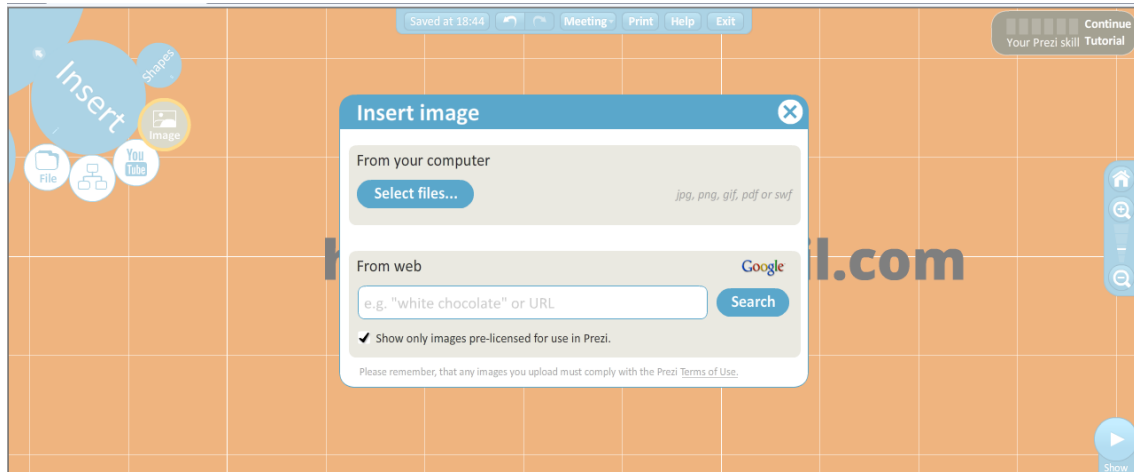 Saved at 18:44 Meeting Print Help Exit
Continue
Your Prezi skill Tutorial
Insert
Shapes
Image
You
Tube
File
Insert image
From your computer
Select files...
jpg, png, gif, pdf or swf
From web
Google
e.g. "white chocolate" or URL
Search
Show only images pre-licensed for use in Prezi.
Please remember, that any images you upload must comply with the Prezi Terms of Use.
l.com
Show